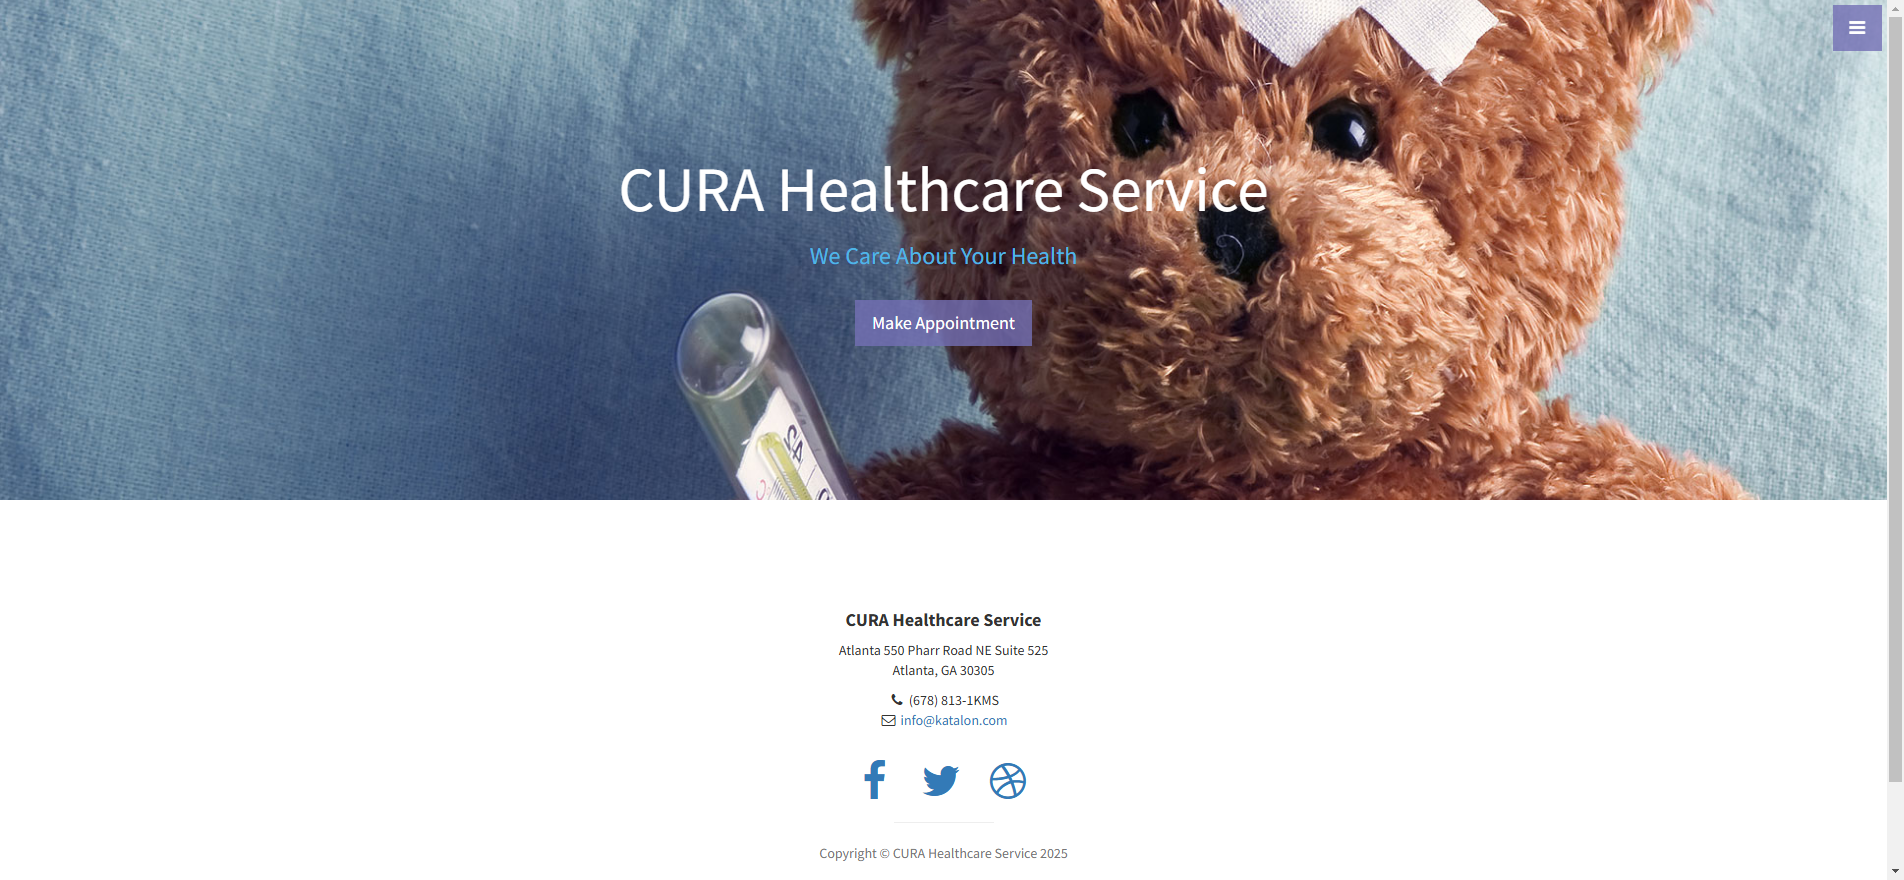 CURA Healthcare Service
We Care About Your Health
Make Appointment
CURA Healthcare Service
Atlanta 550 Pharr Road NE Suite 525
Atlanta, GA 30305
(678) 813-1KMS
info@katalon.com
Copyright © CURA Healthcare Service 2025